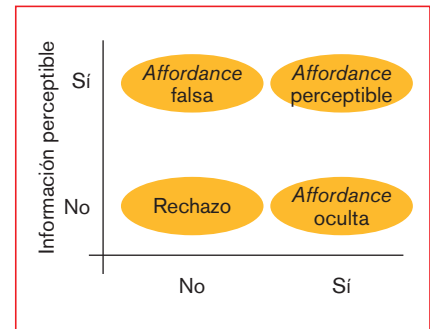 Información perceptible
Sí
Affordance
falsa
Affordance
perceptible
No
Rechazo
Affordance
oculta
No
Sí